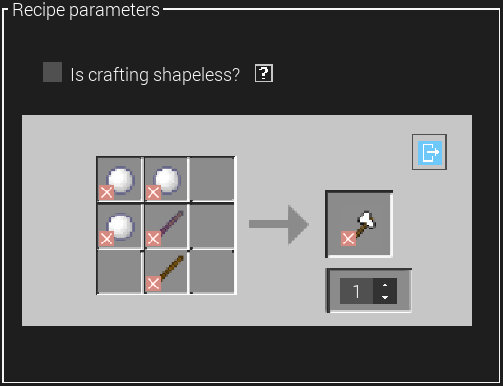 Recipe parameters
Is crafting shapeless? ?
1